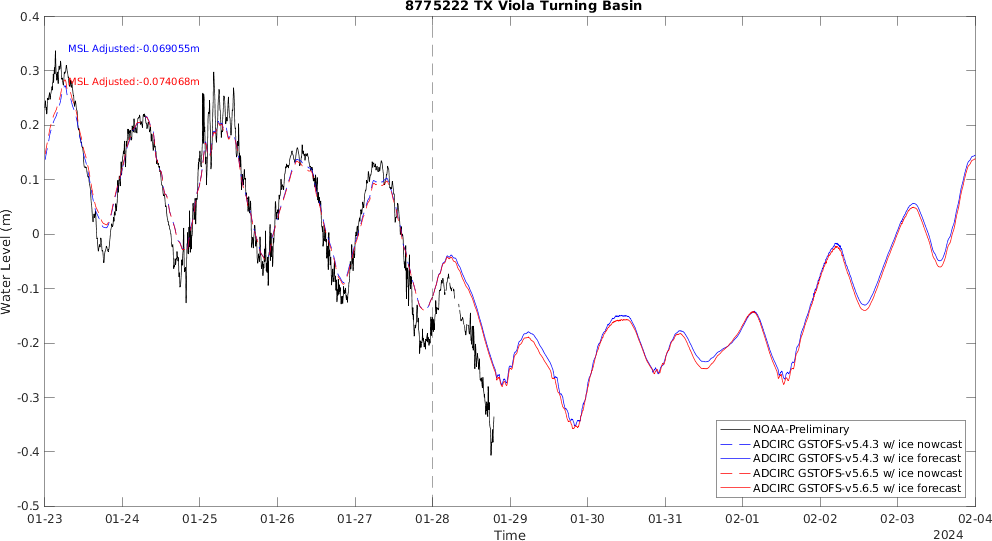 8775222 TX Viola Turning Basin
MSL Adjusted:-0.069055m
MSL Adjusted:-0.074068m
Water Level (m)
0.4
0.3
0.2
0.1
0
-0.1
-0.2
-0.3
-0.4
-0.5
NOAA-Preliminary
ADCIRC GSTOFS-v5.4.3 w/ ice nowcast
ADCIRC GSTOFS-v5.4.3 w/ ice forecast
ADCIRC GSTOFS-v5.6.5 w/ ice nowcast
ADCIRC GSTOFS-v5.6.5 w/ ice forecast
01-23 01-24 01-25 01-26 01-27 01-28 01-29 01-30 01-31 02-01 02-02 02-03 02-04
Time
2024